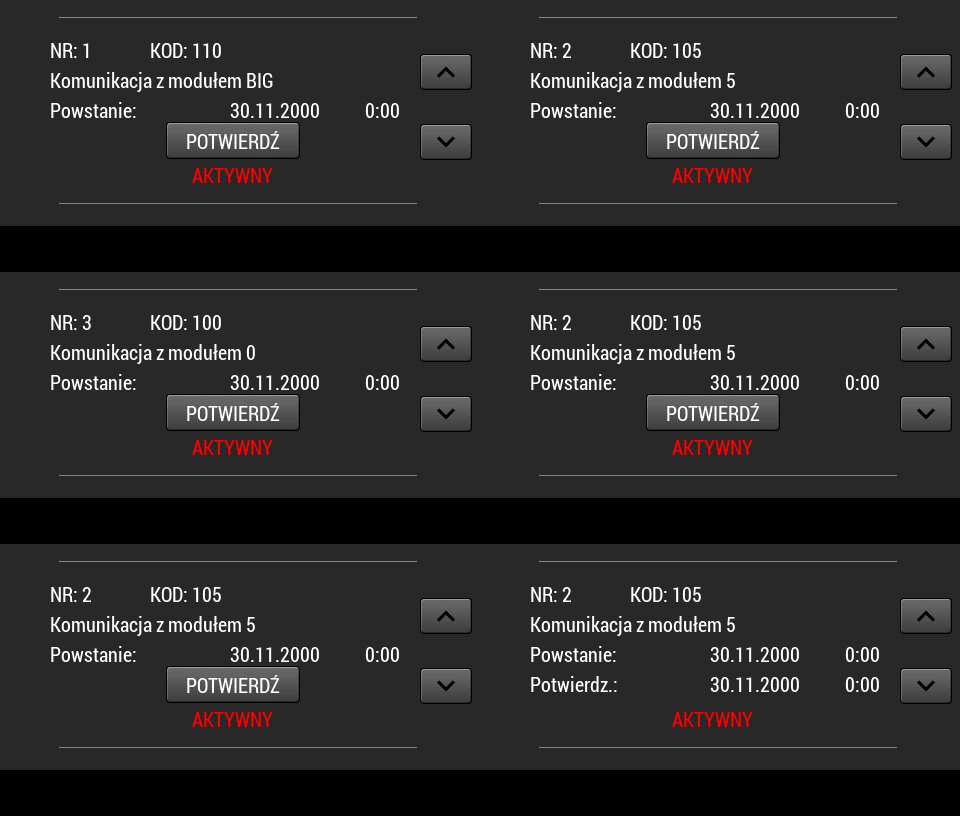 NR: 1 KOD: 110
Komunikacja z modułem BIG
Powstanie: 30.11.2000 0:00
POTWIERDŹ
AKTYWNY
NR: 2 KOD: 105
Komunikacja z modułem 5
Powstanie: 30.11.2000 0:00
POTWIERDŹ
AKTYWNY
NR: 3 KOD: 100
Komunikacja z modułem 0
Powstanie: 30.11.2000 0:00
POTWIERDŹ
AKTYWNY
NR: 2 KOD: 105
Komunikacja z modułem 5
Powstanie: 30.11.2000 0:00
POTWIERDŹ
AKTYWNY
NR: 2 KOD: 105
Komunikacja z modułem 5
Powstanie: 30.11.2000 0:00
POTWIERDŹ
AKTYWNY
NR: 2 KOD: 105
Komunikacja z modułem 5
Powstanie: 30.11.2000 0:00
Potwierdz.: 30.11.2000 0:00
AKTYWNY